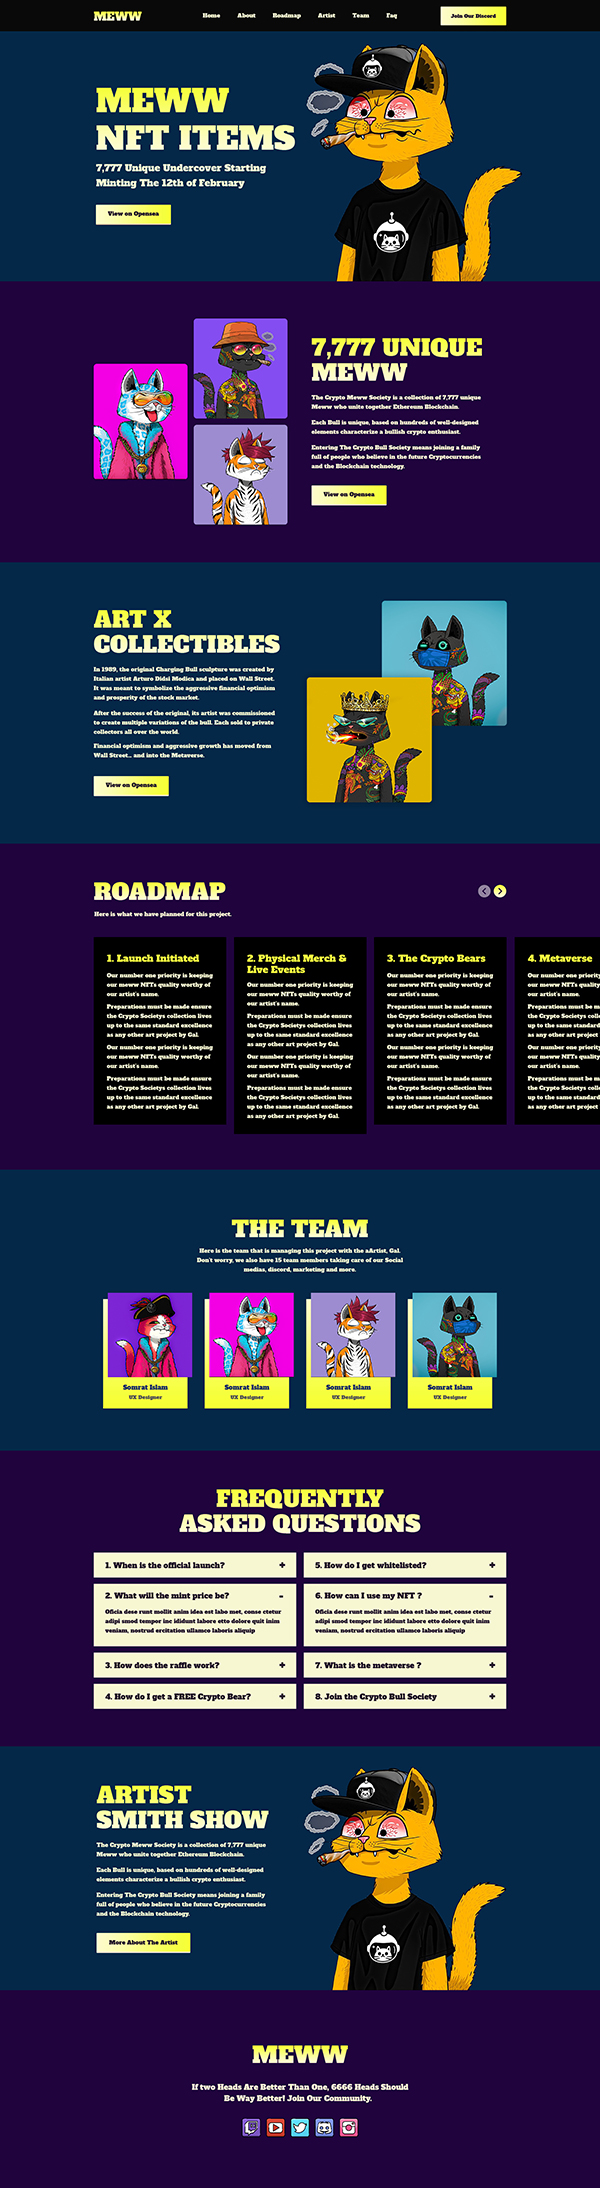 MEWW
Home About Roadmap Artist Team Faq
Join Our Discord
MEWW
NFT ITEMS
7,777 Unique Undercover Starting
Minting The 12th of February
View on Opensea
7,777 UNIQUE
MEWW
The Crypto Meww Society is a collection of 7,777 unique
Meww who unite together Ethereum Blockchain.
Each Bull is unique, based on hundreds of well-designed
elements characterize a bullish crypto enthusiast.
Entering The Crypto Bull Society means joining a family
full of people who believe in the future Cryptocurrencies
and the Blockchain technology.
View on Opensea
ART X
COLLECTIBLES
In 1989, the original Charging Bull sculpture was created by
Italian artist Arturo Didsi Modica and placed on Wall Street.
It was meant to symbolize the aggressive financial optimism
and prosperity of the stock market.
After the success of the original, its artist was commissioned
to create multiple variations of the bull. Each sold to private
collectors all over the world.
Financial optimism and aggressive growth has moved from
Wall Street... and into the Metaverse.
View on Opensea
ROADMAP
Here is what we have planned for this project.
1. Launch Initiated
Our number one priority is keeping
our meww NFTs quality worthy of
our artist's name.
Preparations must be made ensure
the Crypto Societys collection lives
up to the same standard excellence
as any other art project by Gal.
Our number one priority is keeping
our meww NFTs quality worthy of
our artist's name.
Preparations must be made ensure
the Crypto Societys collection lives
up to the same standard excellence
as any other art project by Gal.
2. Physical Merch &
Live Events
Our number one priority is keeping
our meww NFTs quality worthy of
our artist's name.
Preparations must be made ensure
the Crypto Societys collection lives
up to the same standard excellence
as any other art project by Gal.
Our number one priority is keeping
our meww NFTs quality worthy of
our artist's name.
Preparations must be made ensure
the Crypto Societys collection lives
up to the same standard excellence
as any other art project by Gal.
3. The Crypto Bears
Our number one priority is keeping
our meww NFTs quality worthy of
our artist's name.
Preparations must be made ensure
the Crypto Societys collection lives
up to the same standard excellence
as any other art project by Gal.
Our number one priority is keeping
our meww NFTs quality worthy of
our artist's name.
Preparations must be made ensure
the Crypto Societys collection lives
up to the same standard excellence
as any other art project by Gal.
4. Metaverse
Our number one priority
our meww NFTs quality
our artist's name.
Preparations must be m
the Crypto Societys coll
up to the same standard
as any other art project
Our number one priority
our meww NFTs quality
our artist's name.
Preparations must be m
the Crypto Societys coll
up to the same standard
as any other art project
THE TEAM
Here is the team that is managing this project with the aArtist, Gal.
Don't worry, we also have 15 team members taking care of our Social
medias, discord, marketing and more.
Somrat Islam
UX Designer
Somrat Islam
UX Designer
Somrat Islam
UX Designer
Somrat Islam
UX Designer
FREQUENTLY
ASKED QUESTIONS
1. When is the official launch? +
2. What will the mint price be? -
Oficia dese runt mollit anim idea est labo met, conse ctetur
adipi smod tempor inc ididunt labore etto dolore quit inim
veniam, nostrud ercitation ullamco laboris aliquip
3. How does the raffle work? +
4. How do I get a FREE Crypto Bear? +
5. How do I get whitelisted? +
6. How can I use my NFT ? -
Oficia dese runt mollit anim idea est labo met, conse ctetur
adipi smod tempor inc ididunt labore etto dolore quit inim
veniam, nostrud ercitation ullamco laboris aliquip
7. What is the metaverse ? +
8. Join the Crypto Bull Society +
ARTIST
SMITH SHOW
The Crypto Meww Society is a collection of 7,777 unique
Meww who unite together Ethereum Blockchain.
Each Bull is unique, based on hundreds of well-designed
elements characterize a bullish crypto enthusiast.
Entering The Crypto Bull Society means joining a family
full of people who believe in the future Cryptocurrencies
and the Blockchain technology.
More About The Artist
MEWW
If two Heads Are Better Than One, 6666 Heads Should
Be Way Better! Join Our Community.